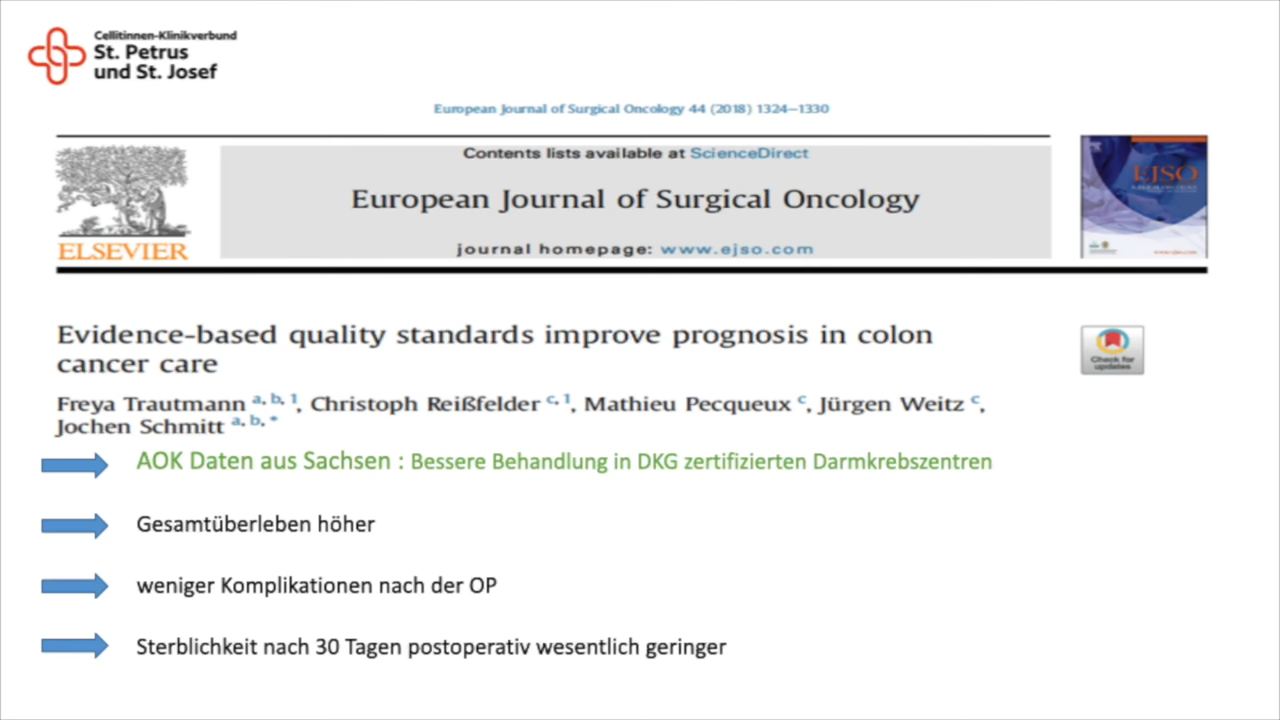 Cellitinnen-Klinikverbund
St. Petrus
und St. Josef
European Journal of Surgical Oncology 44 (2018) 1324–1330
Contents lists available at ScienceDirect
European Journal of Surgical Oncology
journal homepage: www.ejso.com
ELSEVIER
EJSO
Evidence-based quality standards improve prognosis in colon
cancer care
Check for
updates
Freya Trautmann a, b, 1, Christoph Reißfelder c, 1, Mathieu Pecqueux c, Jürgen Weitz c,
Jochen Schmitt a, b, *
AOK Daten aus Sachsen : Bessere Behandlung in DKG zertifizierten Darmkrebszentren
Gesamtüberleben höher
weniger Komplikationen nach der OP
Sterblichkeit nach 30 Tagen postoperativ wesentlich geringer